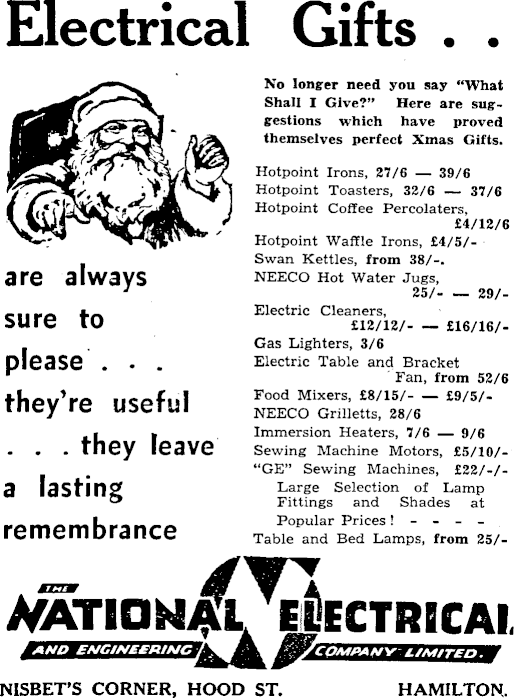 Electrical Gifts . .
No longer need you say "What
Shall I Give?" Here are sug-
gestions which have proved
themselves perfect Xmas Gifts.
Hotpoint Irons, 27/6 — 39/6
Hotpoint Toasters, 32/6 — 37/6
Hotpoint Coffee Percolaters,
£4/12/6
Hotpoint Waffle Irons, £4/5/-
Swan Kettles, from 38/-.
NEECO Hot Water Jugs,
25/- — 29/-
Electric Cleaners,
£12/12/- — £16/16/-
Gas Lighters, 3/6
Electric Table and Bracket
Fan, from 52/6
Food Mixers, £8/15/- — £9/5/-
NEECO Grilletts, 28/6
Immersion Heaters, 7/6 — 9/6
Sewing Machine Motors, £5/10/-
"GE" Sewing Machines, £22/-/-
Large Selection of Lamp
Fittings and Shades at
Popular Prices! - - - -
Table and Bed Lamps, from 25/-
are always
sure to
please . . .
they're useful
. . . they leave
a lasting
remembrance
THE
NATIONAL ELECTRICAL
AND ENGINEERING COMPANY LIMITED.
NISBET'S CORNER, HOOD ST. HAMILTON.